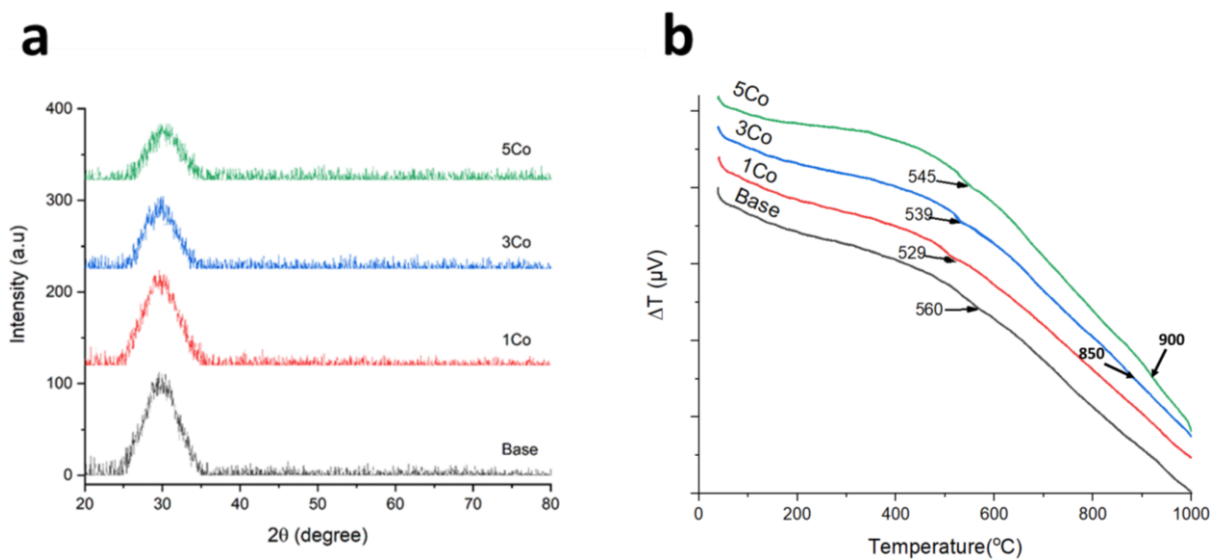 a
400
300
200
100
0
Intensity (a.u)
5Co
3Co
1Co
Base
20 30 40 50 60 70 80
2θ (degree)
b
5Co
3Co
1Co
Base
545
539
529
560
850
900
ΔT (µV)
0 200 400 600 800 1000
Temperature(°C)